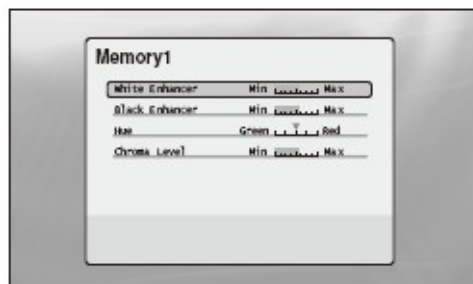 Memory1
White Enhancer Min Max
Black Enhancer Min Max
Hue Green Red
Chroma Level Min Max